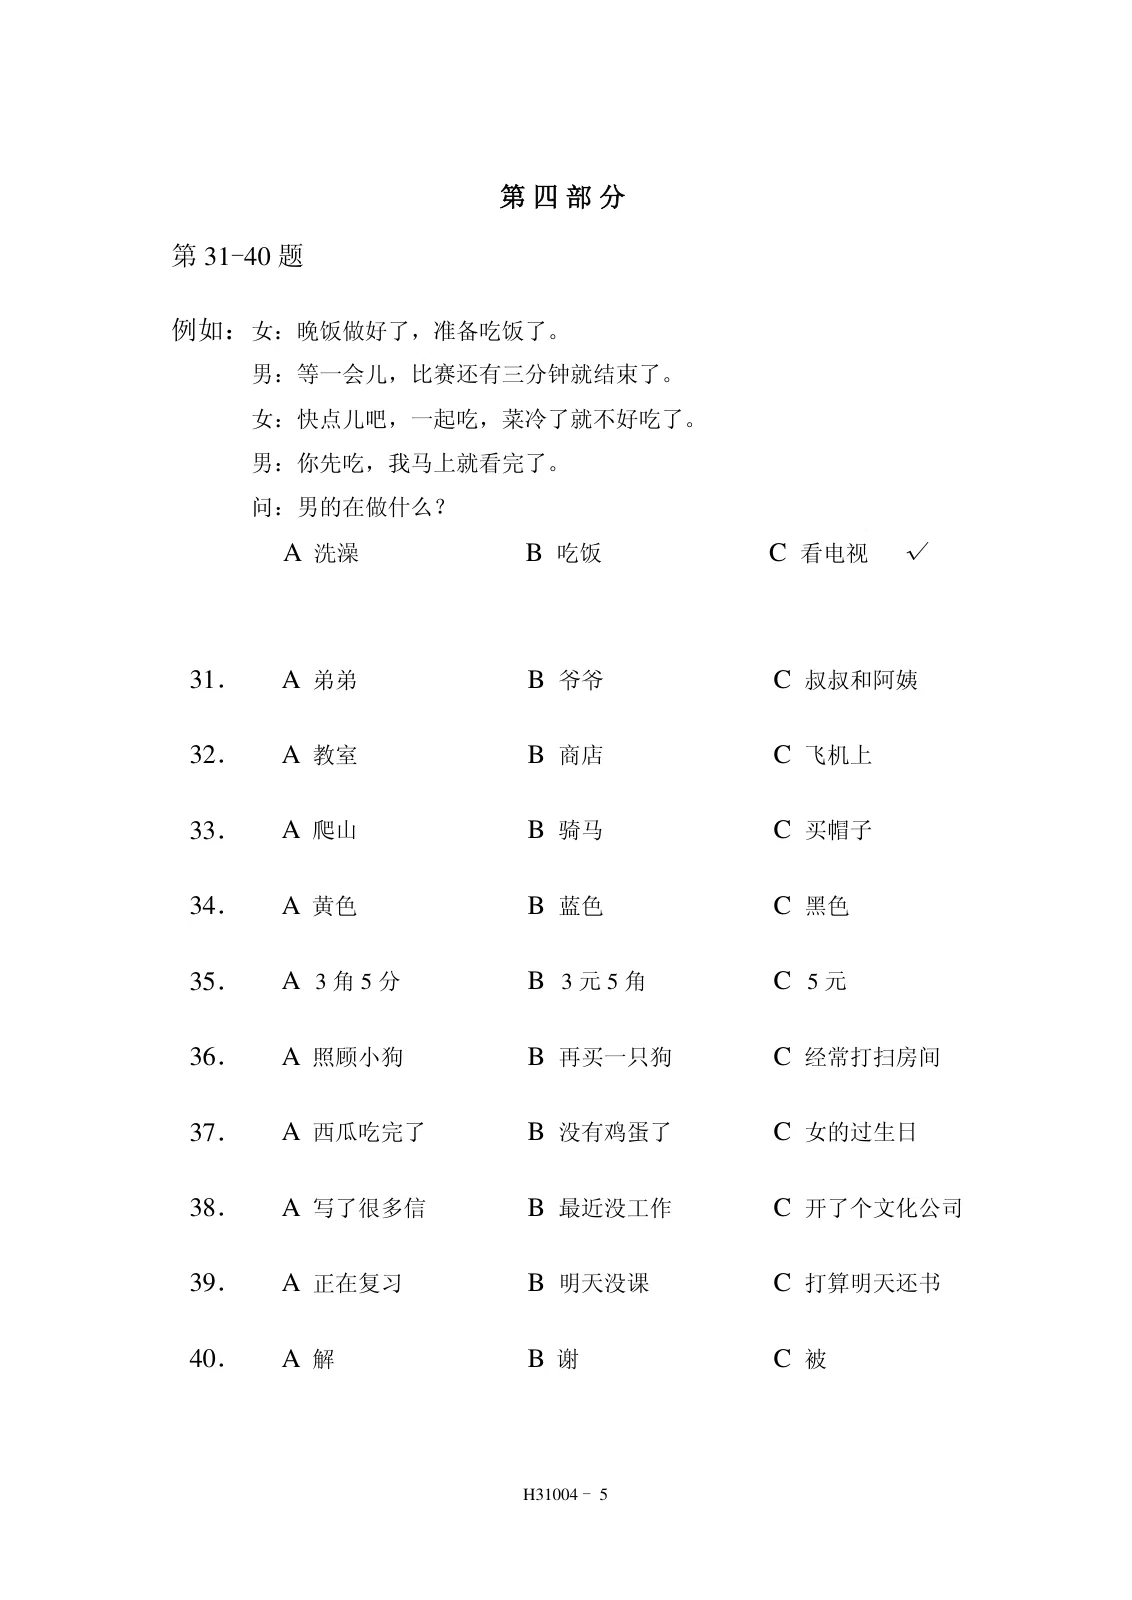 第四部分
第 31-40 题
例如：女：晚饭做好了，准备吃饭了。
男：等一会儿，比赛还有三分钟就结束了。
女：快点儿吧，一起吃，菜冷了就不好吃了。
男：你先吃，我马上就看完了。
问：男的在做什么？
A 洗澡 B 吃饭 C 看电视 √
31． A 弟弟 B 爷爷 C 叔叔和阿姨
32． A 教室 B 商店 C 飞机上
33． A 爬山 B 骑马 C 买帽子
34． A 黄色 B 蓝色 C 黑色
35． A 3 角 5 分 B 3 元 5 角 C 5 元
36． A 照顾小狗 B 再买一只狗 C 经常打扫房间
37． A 西瓜吃完了 B 没有鸡蛋了 C 女的过生日
38． A 写了很多信 B 最近没工作 C 开了个文化公司
39． A 正在复习 B 明天没课 C 打算明天还书
40． A 解 B 谢 C 被
H31004 - 5